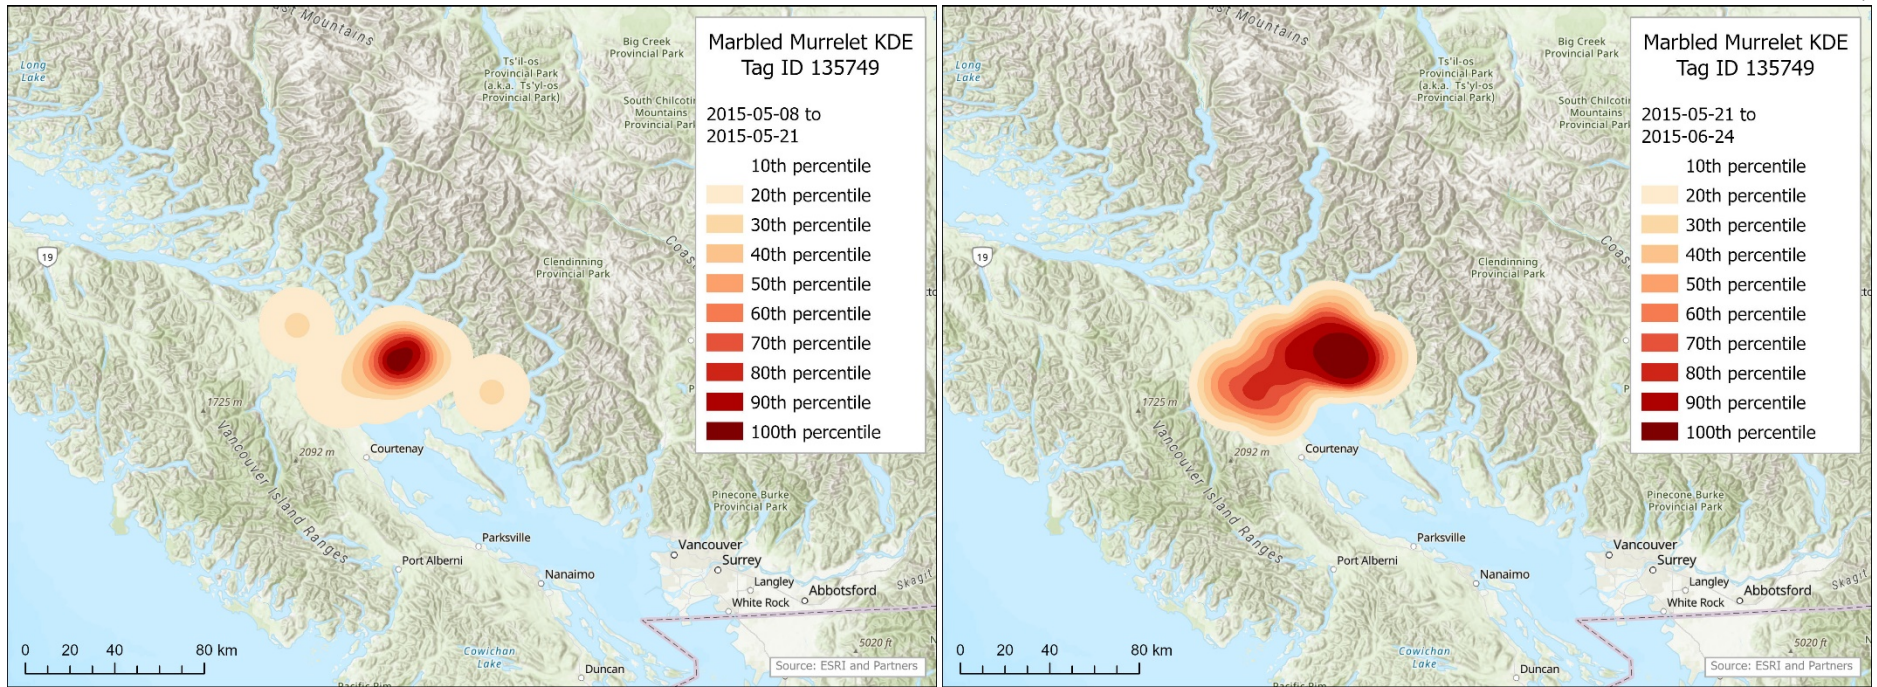 Marbled Murrelet KDE
Tag ID 135749
2015-05-08 to
2015-05-21
10th percentile
20th percentile
30th percentile
40th percentile
50th percentile
60th percentile
70th percentile
80th percentile
90th percentile
100th percentile
Mountains
Big Creek
Provincial Park
Long
Lake
Ts'il-os
Provincial Park
(a.k.a. Ts'yl-os
Provincial Park)
South Chilcotin
Mountains
Provincial Park
19
Clendinning
Provincial Park
1725 m
Courtenay
2092 m
Vancouver Island Ranges
Pinecone Burke
Provincial Park
Parksville
Vancouver
Port Alberni
Surrey
Nanaimo
Langley
Abbotsford
White Rock
Skagit
5020 ft
Cowichan
Lake
Duncan
0 20 40 80 km
Source: ESRI and Partners
Marbled Murrelet KDE
Tag ID 135749
2015-05-21 to
2015-06-24
10th percentile
20th percentile
30th percentile
40th percentile
50th percentile
60th percentile
70th percentile
80th percentile
90th percentile
100th percentile
Mountains
Big Creek
Provincial Park
Long
Lake
Ts'il-os
Provincial Park
(a.k.a. Ts'yl-os
Provincial Park)
South Chilcotin
Mountains
Provincial Park
19
Clendinning
Provincial Park
1725 m
Courtenay
2092 m
Vancouver Island Ranges
Pinecone Burke
Provincial Park
Parksville
Vancouver
Port Alberni
Surrey
Nanaimo
Langley
Abbotsford
White Rock
Skagit
5020 ft
Cowichan
Lake
Duncan
0 20 40 80 km
Source: ESRI and Partners